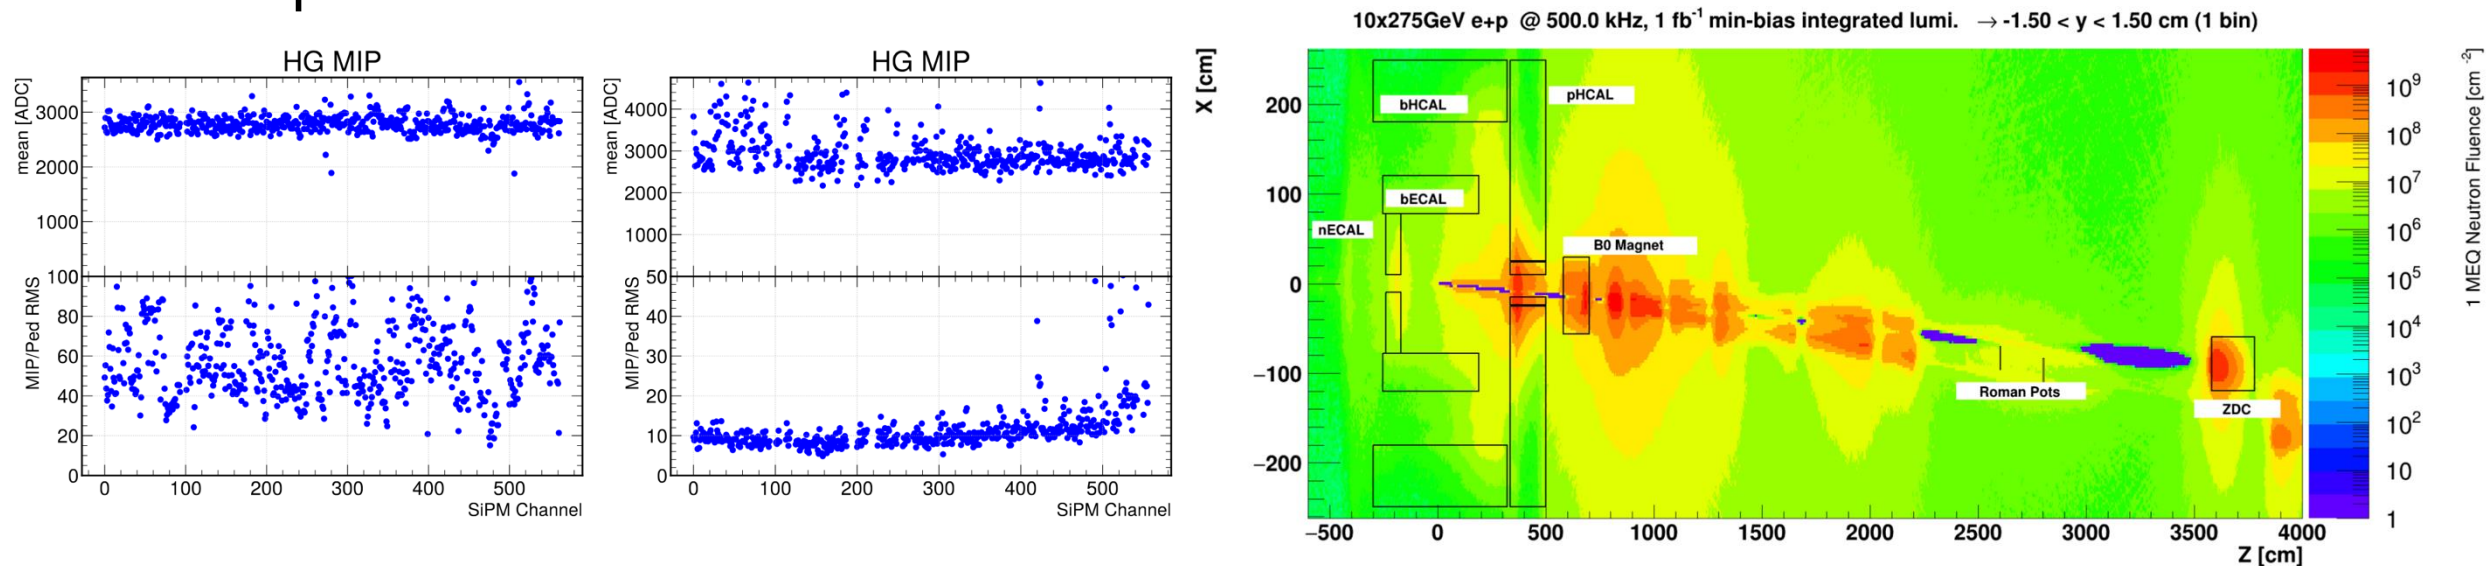 HG MIP
mean [ADC]
3000
2000
1000
MIP/Ped RMS
100
80
60
40
20
0
0 100 200 300 400 500
SiPM Channel
HG MIP
mean [ADC]
4000
3000
2000
1000
MIP/Ped RMS
50
40
30
20
10
0
0 100 200 300 400 500
SiPM Channel
10x275GeV e+p @ 500.0 kHz, 1 fb⁻¹ min-bias integrated lumi. → -1.50 < y < 1.50 cm (1 bin)
X [cm]
200
100
0
−100
−200
bHCAL
pHCAL
bECAL
nECAL
B0 Magnet
Roman Pots
ZDC
−500 0 500 1000 1500 2000 2500 3000 3500 4000
Z [cm]
10⁹
10⁸
10⁷
10⁶
10⁵
10⁴
10³
10²
10
1
1 MEQ Neutron Fluence [cm⁻²]